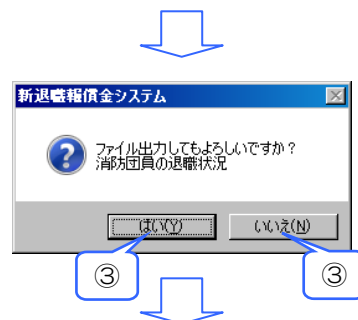 新退職報償金システム
ファイル出力してもよろしいですか？
消防団員の退職状況
はい(Y)
いいえ(N)
③
③